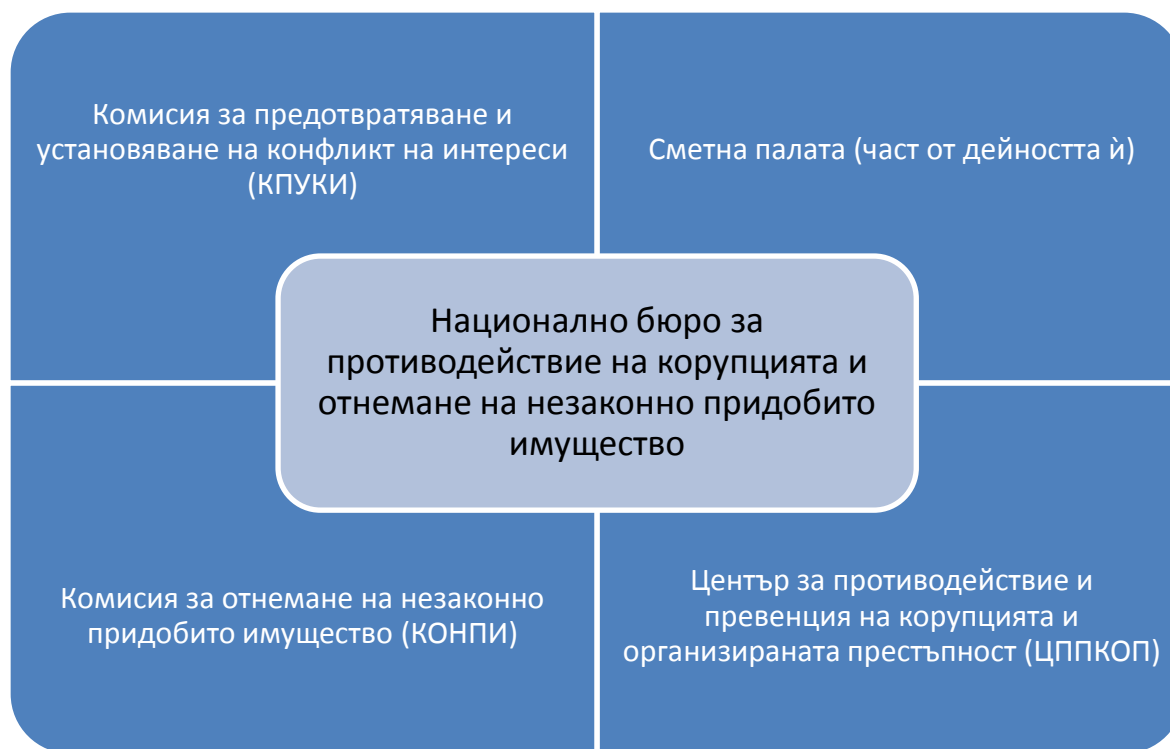 Комисия за предотвратяване и
установяване на конфликт на интереси
(КПУКИ)
Сметна палата (част от дейността ѝ)
Национално бюро за
противодействие на корупцията и
отнемане на незаконно придобито
имущество
Комисия за отнемане на незаконно
придобито имущество (КОНПИ)
Център за противодействие и
превенция на корупцията и
организираната престъпност (ЦППКОП)